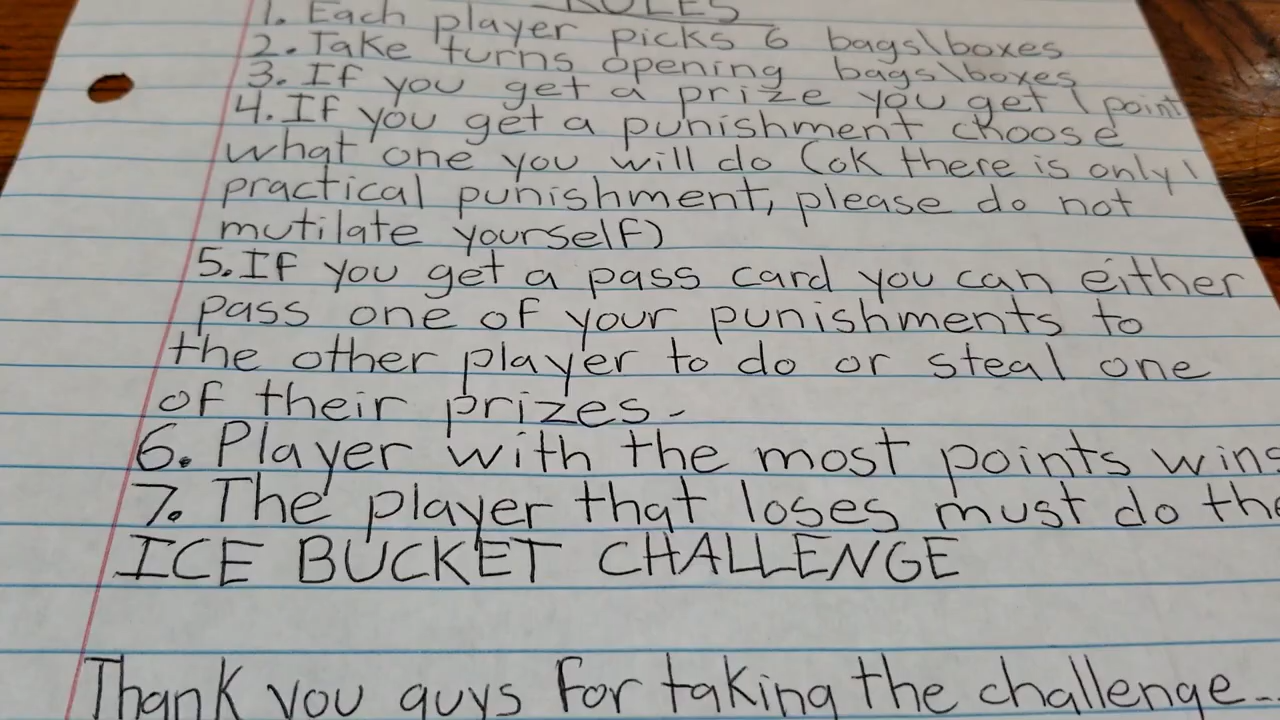 RULES
1. Each player picks 6 bags\boxes
2. Take turns opening bags\boxes
3. If you get a prize you get 1 point
4. If you get a punishment choose
what one you will do (ok there is only 1
practical punishment, please do not
mutilate yourself)
5. If you get a pass card you can either
pass one of your punishments to
the other player to do or steal one
of their prizes.
6. Player with the most points wins
7. The player that loses must do the
ICE BUCKET CHALLENGE
Thank you guys for taking the challenge.